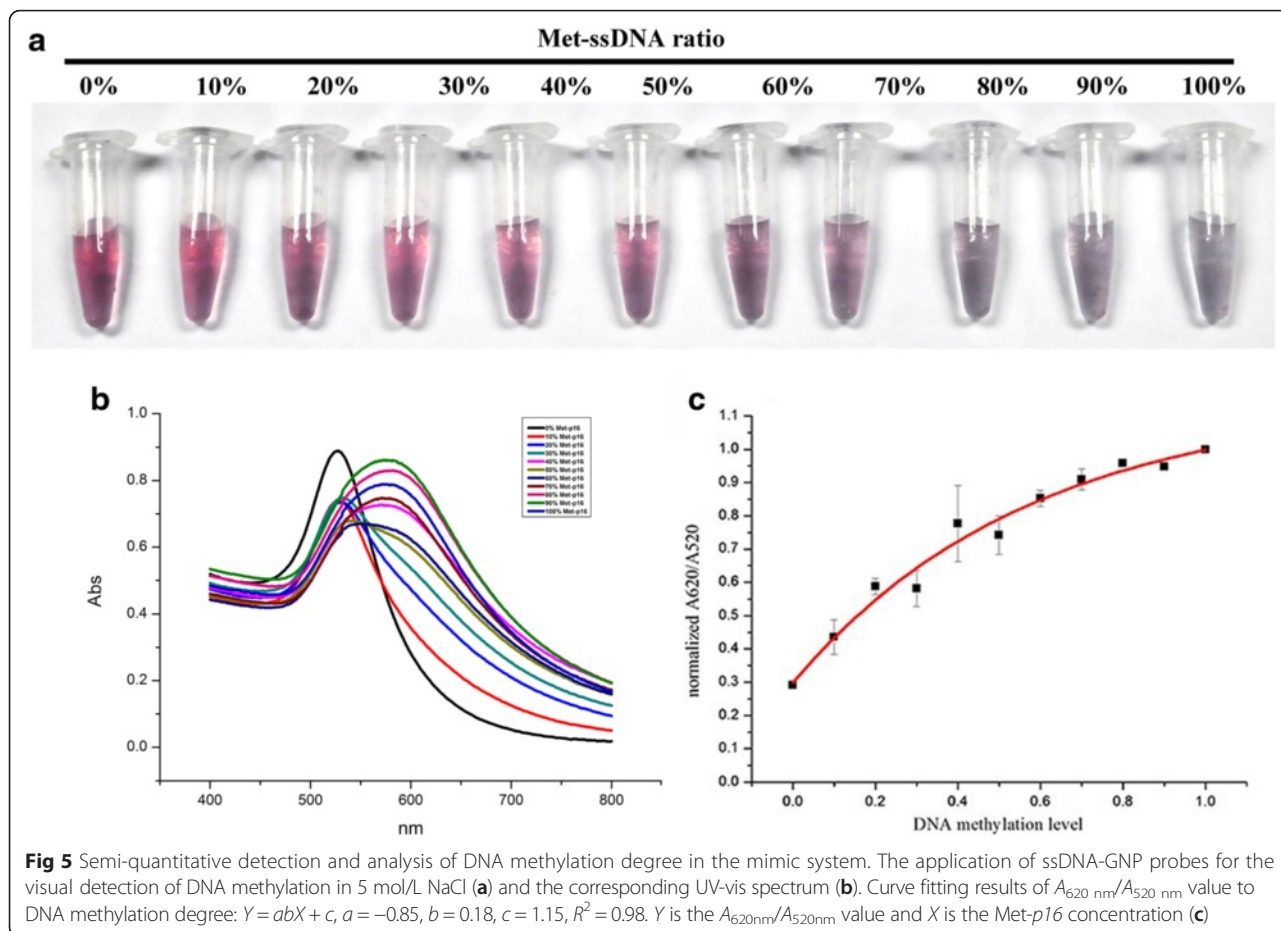 a
Met-ssDNA ratio
0% 10% 20% 30% 40% 50% 60% 70% 80% 90% 100%
b
1.0
0.8
0.6
0.4
0.2
0.0
Abs
400 500 600 700 800
nm
0% Met-p16
10% Met-p16
20% Met-p16
30% Met-p16
40% Met-p16
50% Met-p16
60% Met-p16
70% Met-p16
80% Met-p16
90% Met-p16
100% Met-p16
c
1.1
1.0
0.9
0.8
0.7
0.6
0.5
0.4
0.3
0.2
0.1
0.0
normalized A620/A520
0.0 0.2 0.4 0.6 0.8 1.0
DNA methylation level
Fig 5 Semi-quantitative detection and analysis of DNA methylation degree in the mimic system. The application of ssDNA-GNP probes for the
visual detection of DNA methylation in 5 mol/L NaCl (a) and the corresponding UV-vis spectrum (b). Curve fitting results of A620 nm/A520 nm value to
DNA methylation degree: Y = abX + c, a = −0.85, b = 0.18, c = 1.15, R² = 0.98. Y is the A620nm/A520nm value and X is the Met-p16 concentration (c)